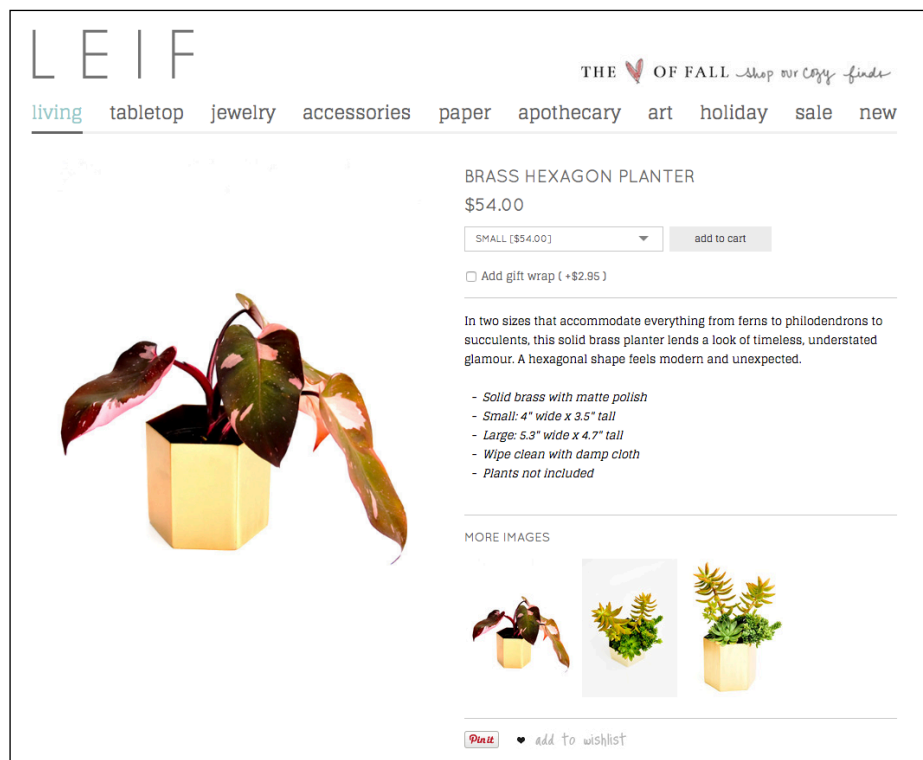 LEIF
THE OF FALL shop our cozy finds
living tabletop jewelry accessories paper apothecary art holiday sale new
BRASS HEXAGON PLANTER
$54.00
SMALL [$54.00] add to cart
Add gift wrap ( +$2.95 )
In two sizes that accommodate everything from ferns to philodendrons to
succulents, this solid brass planter lends a look of timeless, understated
glamour. A hexagonal shape feels modern and unexpected.
- Solid brass with matte polish
- Small: 4" wide x 3.5" tall
- Large: 5.3" wide x 4.7" tall
- Wipe clean with damp cloth
- Plants not included
MORE IMAGES
Pin it add to wishlist